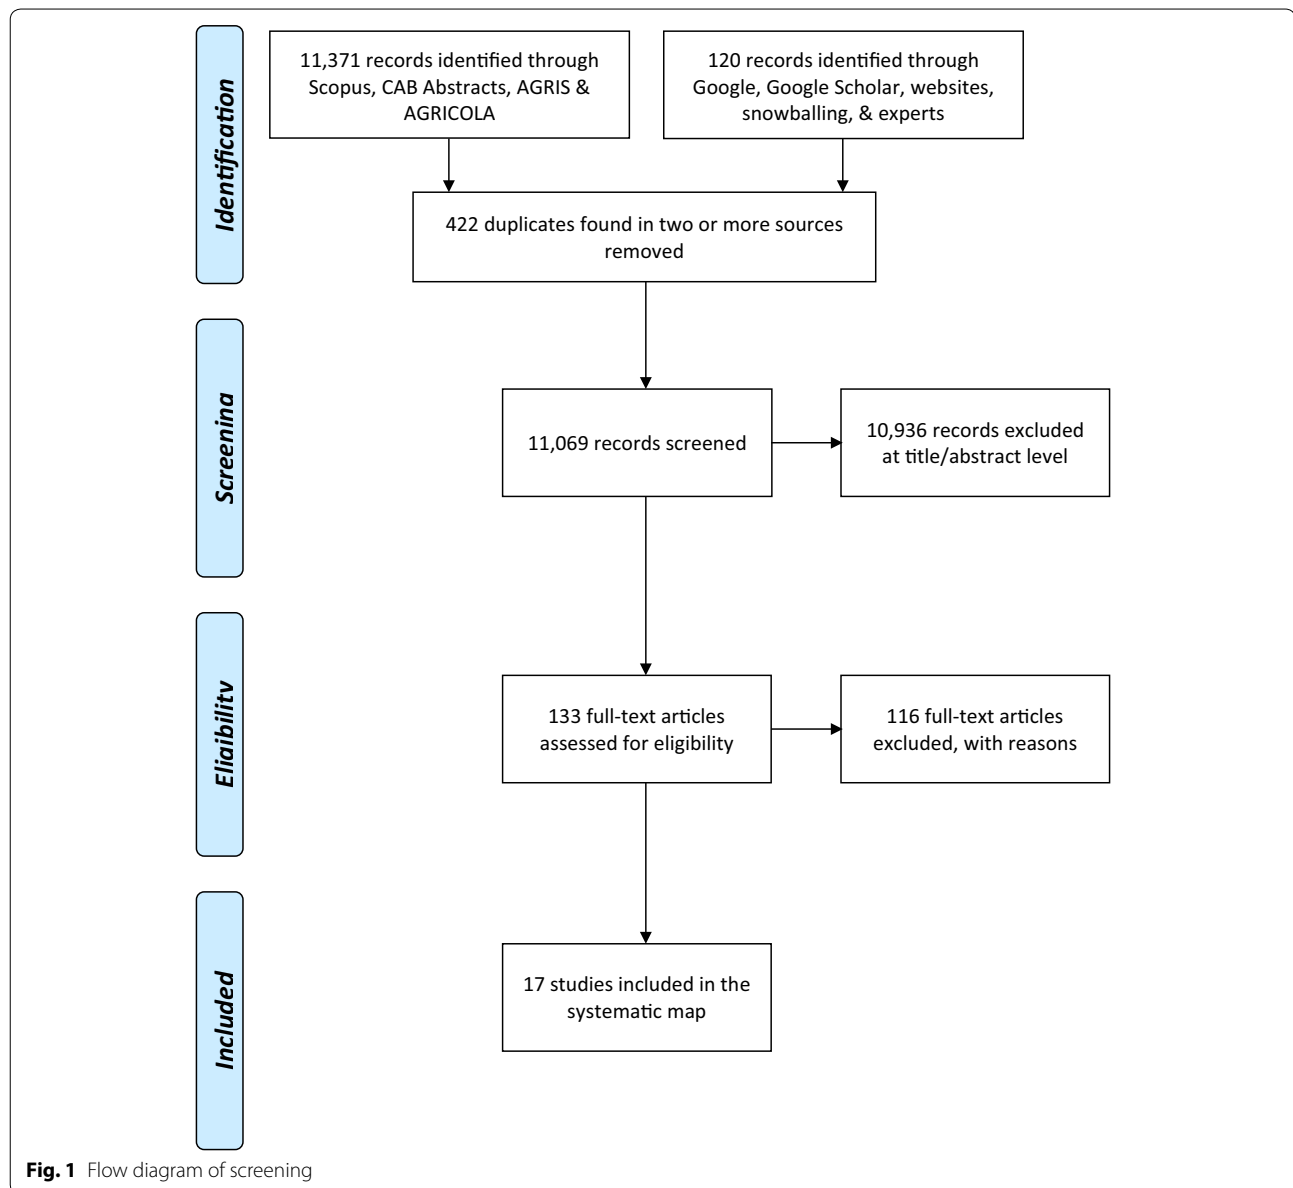 Identification
11,371 records identified through
Scopus, CAB Abstracts, AGRIS &
AGRICOLA
120 records identified through
Google, Google Scholar, websites,
snowballing, & experts
422 duplicates found in two or more sources
removed
Screening
11,069 records screened
10,936 records excluded
at title/abstract level
Eligibility
133 full-text articles
assessed for eligibility
116 full-text articles
excluded, with reasons
Included
17 studies included in the
systematic map
Fig. 1 Flow diagram of screening